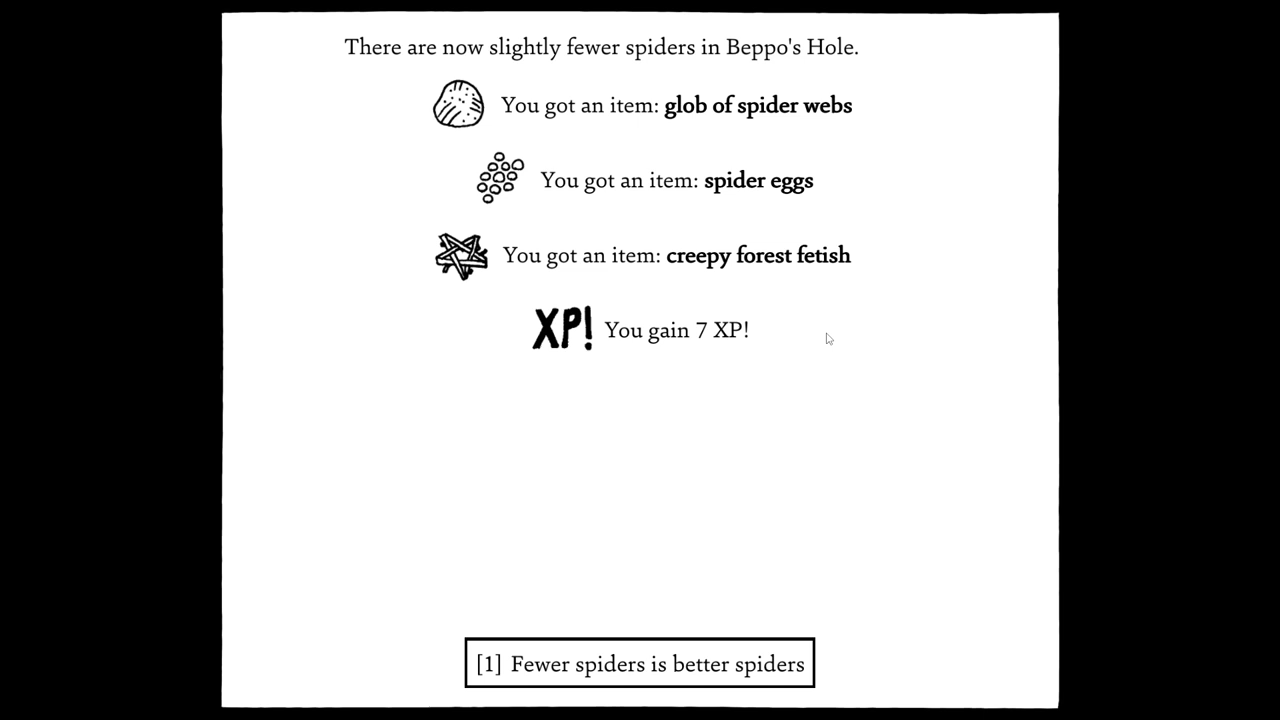 There are now slightly fewer spiders in Beppo's Hole.
You got an item: glob of spider webs
You got an item: spider eggs
You got an item: creepy forest fetish
XP! You gain 7 XP!
[1] Fewer spiders is better spiders